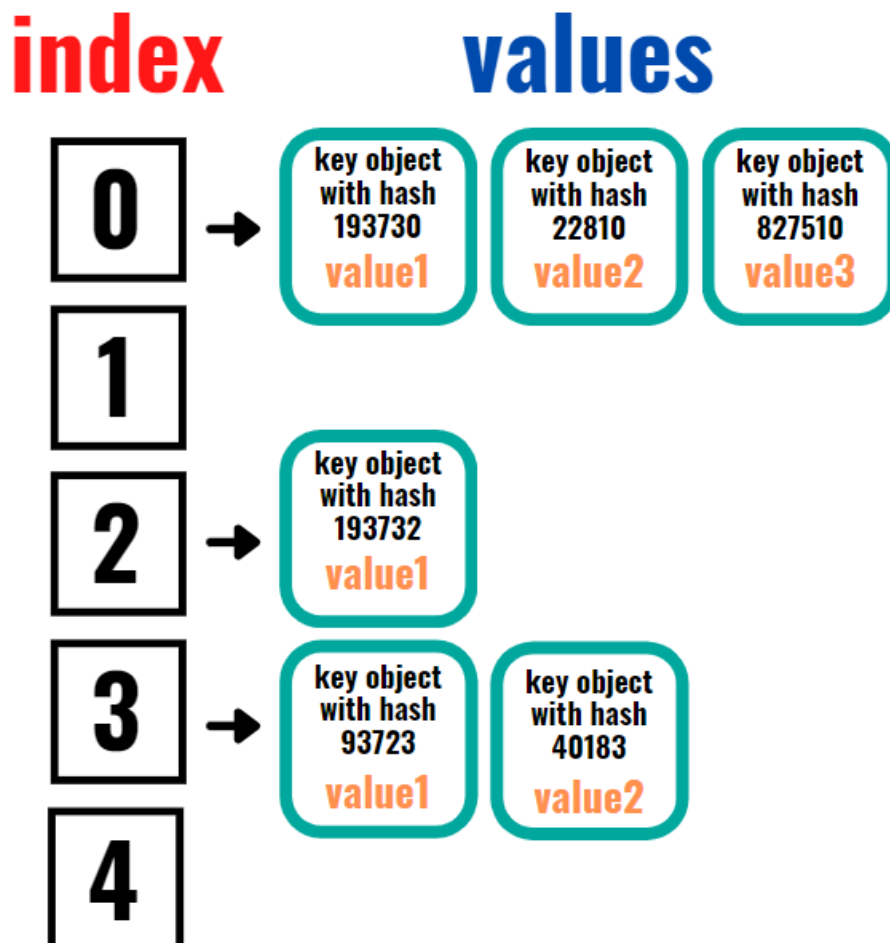 index values
0
key object
with hash
193730
value1
key object
with hash
22810
value2
key object
with hash
827510
value3
1
2
key object
with hash
193732
value1
3
key object
with hash
93723
value1
key object
with hash
40183
value2
4